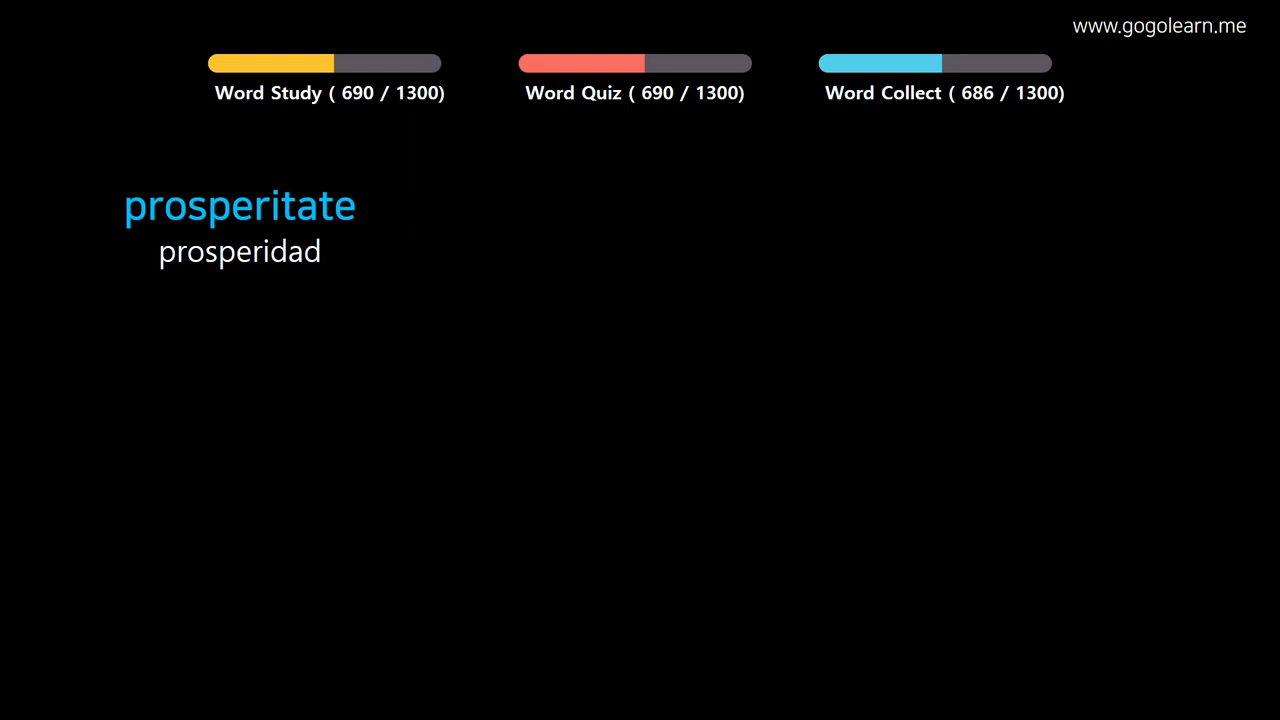 www.gogolearn.me
Word Study ( 690 / 1300)
Word Quiz ( 690 / 1300)
Word Collect ( 686 / 1300)
prosperitate
prosperidad